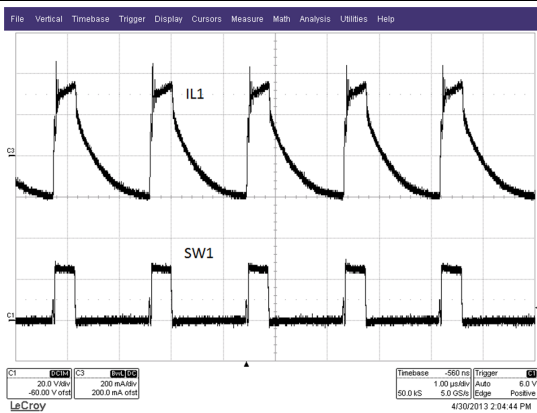 File Vertical Timebase Trigger Display Cursors Measure Math Analysis Utilities Help
IL1
C3
SW1
C1
C1 DC1M C3 BwL DC Timebase -560 ns Trigger C1
20.0 V/div 200 mA/div 1.00 µs/div Auto 6.0 V
-60.00 V ofst 200.0 mA ofst 50.0 kS 5.0 GS/s Edge Positive
LeCroy 4/30/2013 2:04:44 PM